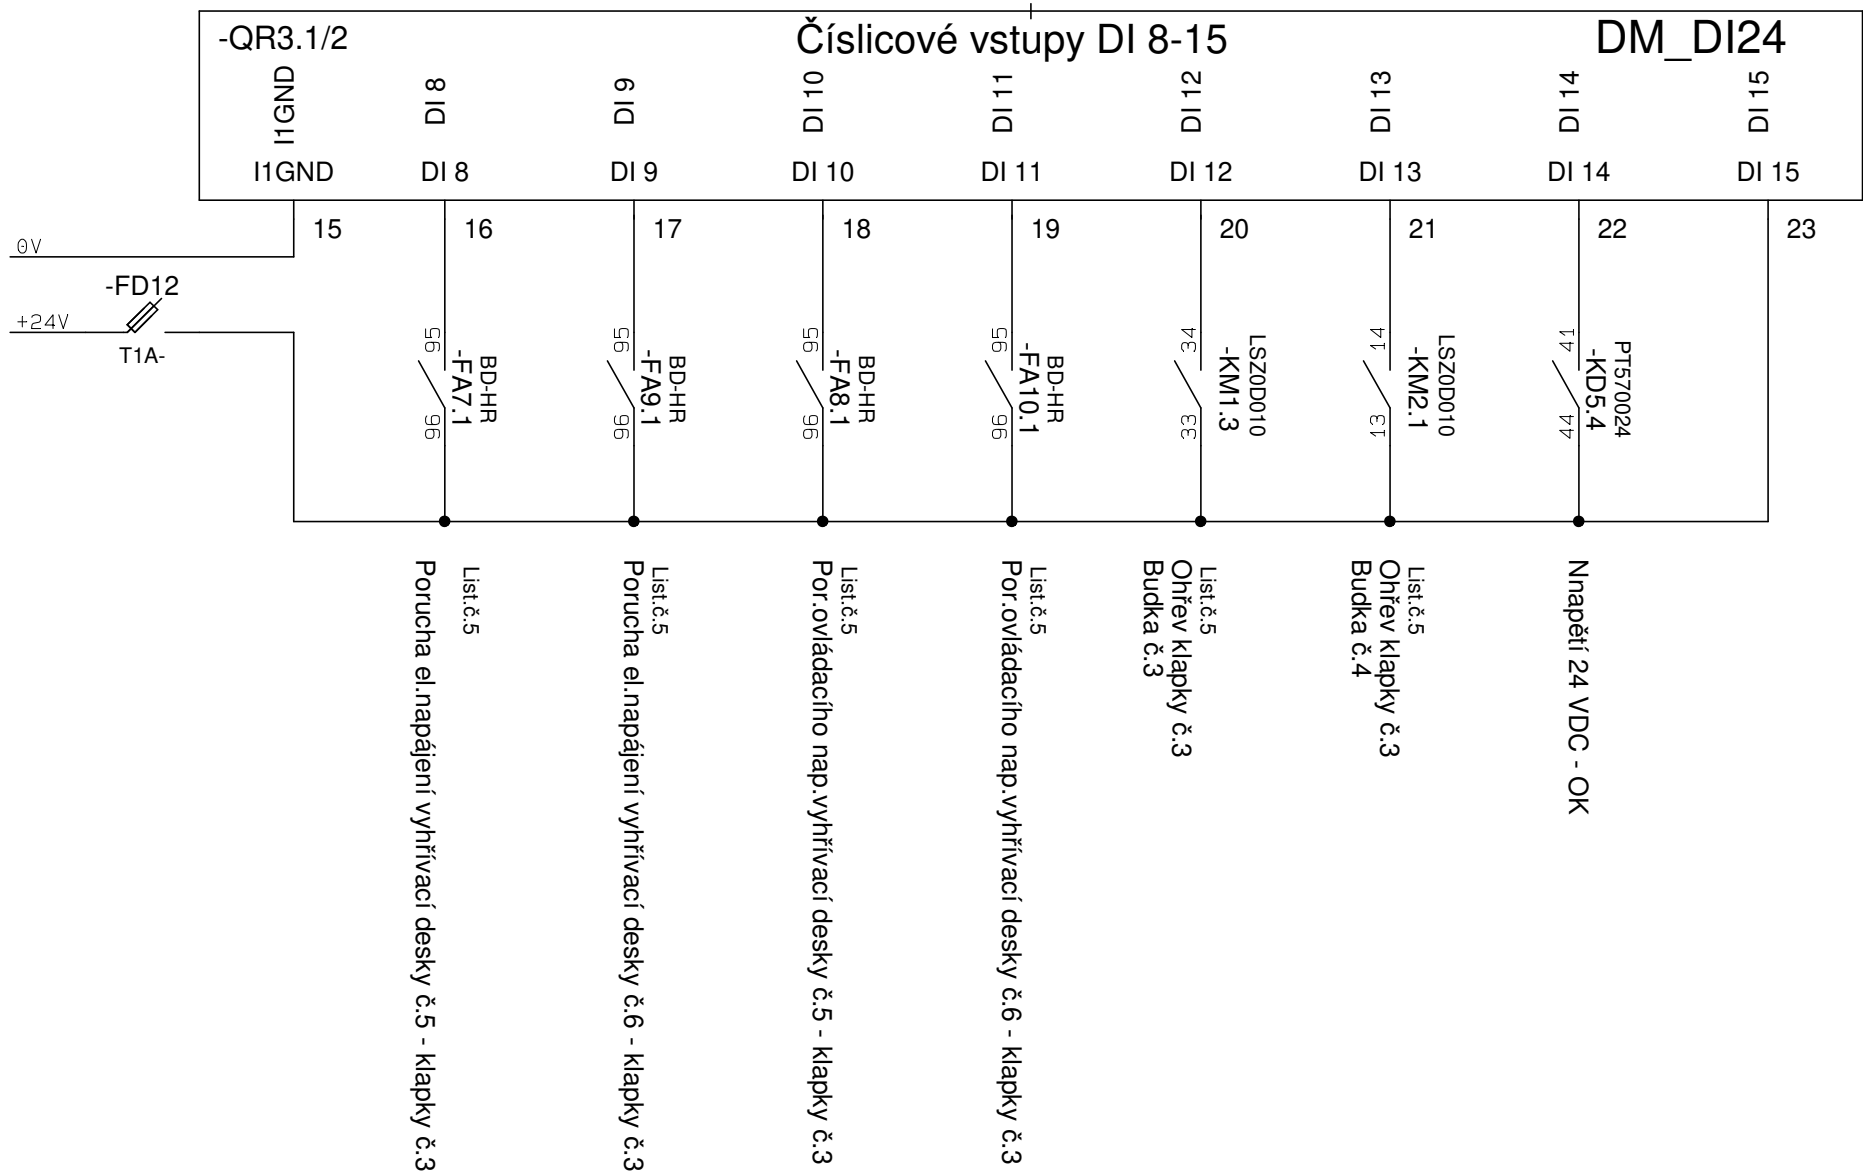 -QR3.1/2
Číslicové vstupy DI 8-15
DM_DI24
I1GND
DI 8
DI 9
DI 10
DI 11
DI 12
DI 13
DI 14
DI 15
I1GND
DI 8
DI 9
DI 10
DI 11
DI 12
DI 13
DI 14
DI 15
15
16
17
18
19
20
21
22
23
0V
-FD12
+24V
T1A-
95
96
-FA7.1
BD-HR
95
96
-FA9.1
BD-HR
95
96
-FA8.1
BD-HR
95
96
-FA10.1
BD-HR
34
33
-KM1.3
LSZ0D010
14
13
-KM2.1
LSZ0D010
41
44
-KD5.4
PT570024
List.č.5
Porucha el.napájení vyhřívací desky č.5 - klapky č.3
List.č.5
Porucha el.napájení vyhřívací desky č.6 - klapky č.3
List.č.5
Por.ovládacího nap.vyhřívací desky č.5 - klapky č.3
List.č.5
Por.ovládacího nap.vyhřívací desky č.6 - klapky č.3
List.č.5
Ohřev klapky č.3
Budka č.3
List.č.5
Ohřev klapky č.3
Budka č.4
Nnapětí 24 VDC - OK